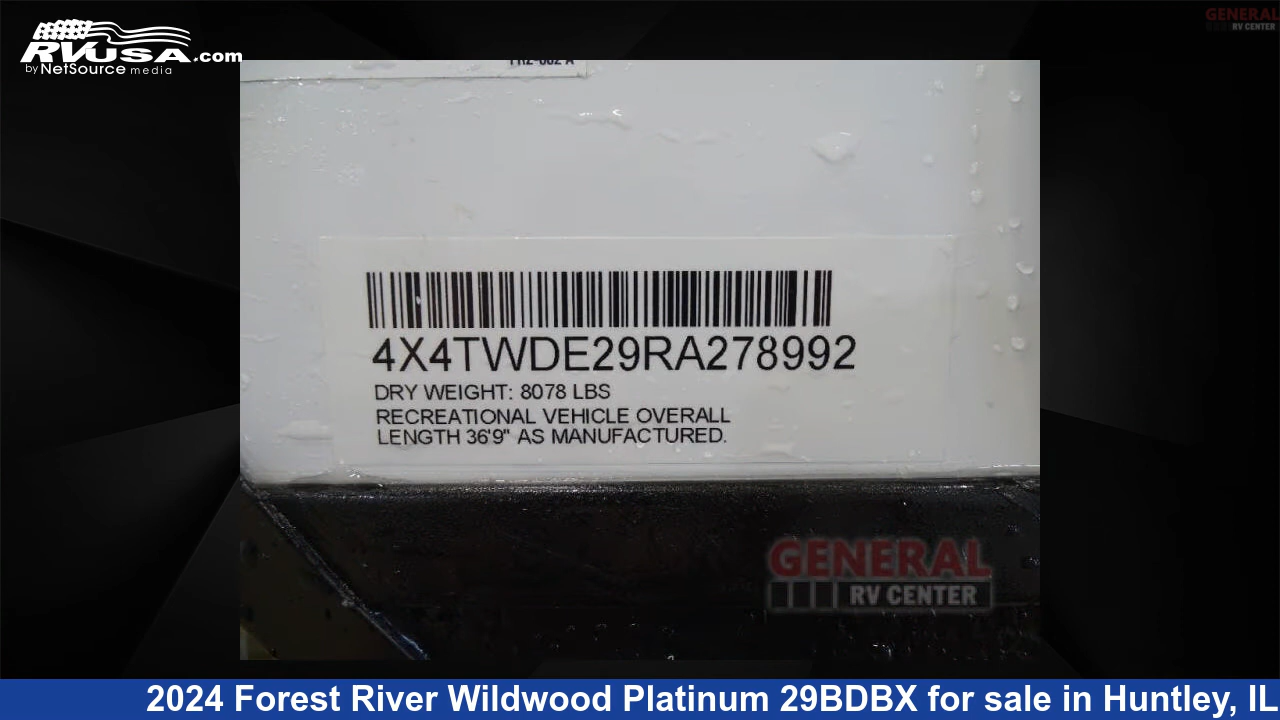 GENERAL
RV CENTER
RVUSA.com
by NetSource media
4X4TWDE29RA278992
DRY WEIGHT: 8078 LBS
RECREATIONAL VEHICLE OVERALL
LENGTH 36'9" AS MANUFACTURED.
GENERAL
RV CENTER
2024 Forest River Wildwood Platinum 29BDBX for sale in Huntley, IL